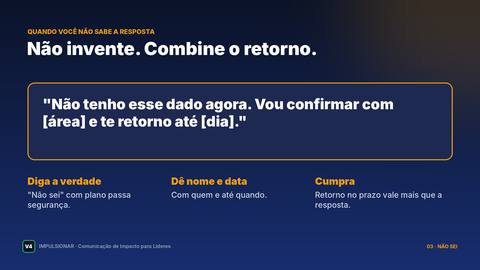 QUANDO VOCÊ NÃO SABE A RESPOSTA
Não invente. Combine o retorno.
"Não tenho esse dado agora. Vou confirmar com
[área] e te retorno até [dia]."
Diga a verdade
"Não sei" com plano passa
segurança.
Dê nome e data
Com quem e até quando.
Cumpra
Retorno no prazo vale mais que a
resposta.
V4 IMPULSIONAR · Comunicação de Impacto para Líderes
03 · NÃO SEI